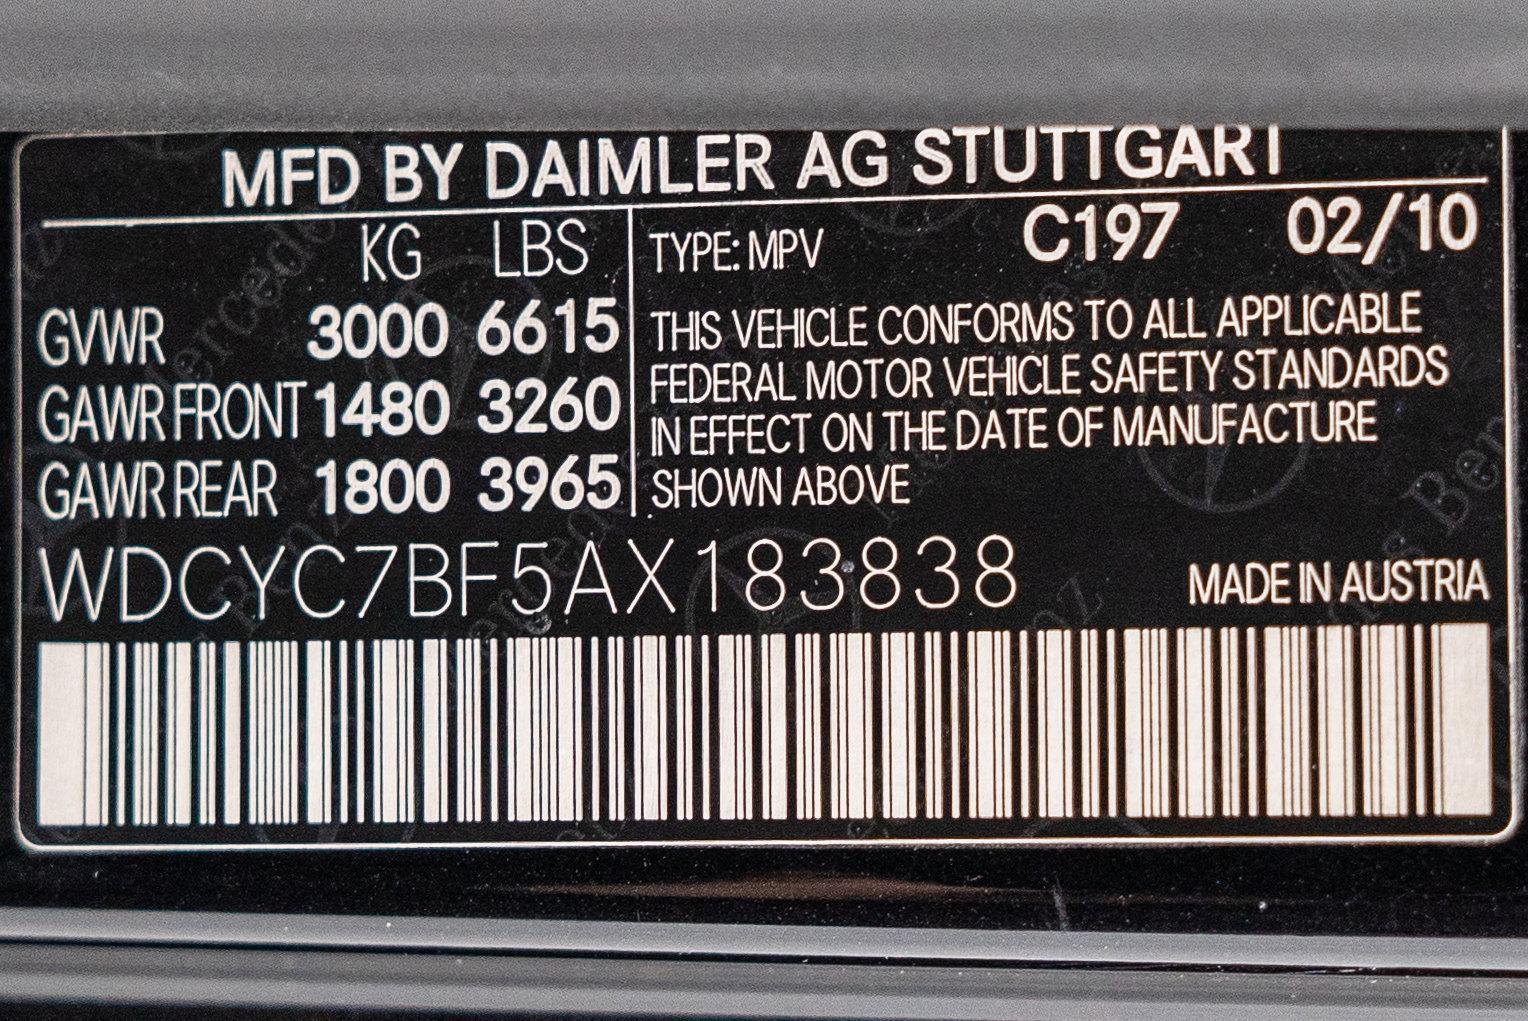 MFD BY DAIMLER AG STUTTGART
KG LBS
GVWR 3000 6615
GAWR FRONT 1480 3260
GAWR REAR 1800 3965
TYPE: MPV C197 02/10
THIS VEHICLE CONFORMS TO ALL APPLICABLE
FEDERAL MOTOR VEHICLE SAFETY STANDARDS
IN EFFECT ON THE DATE OF MANUFACTURE
SHOWN ABOVE
WDCYC7BF5AX183838
MADE IN AUSTRIA